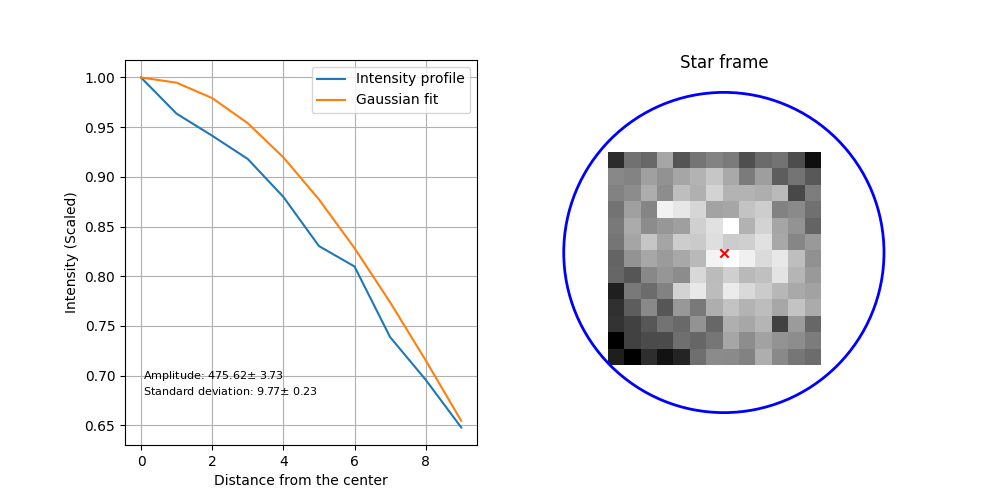 Star frame
Intensity profile
Gaussian fit
1.00
0.95
0.90
0.85
0.80
0.75
0.70
0.65
Intensity (Scaled)
Amplitude: 475.62± 3.73
Standard deviation: 9.77± 0.23
0 2 4 6 8
Distance from the center